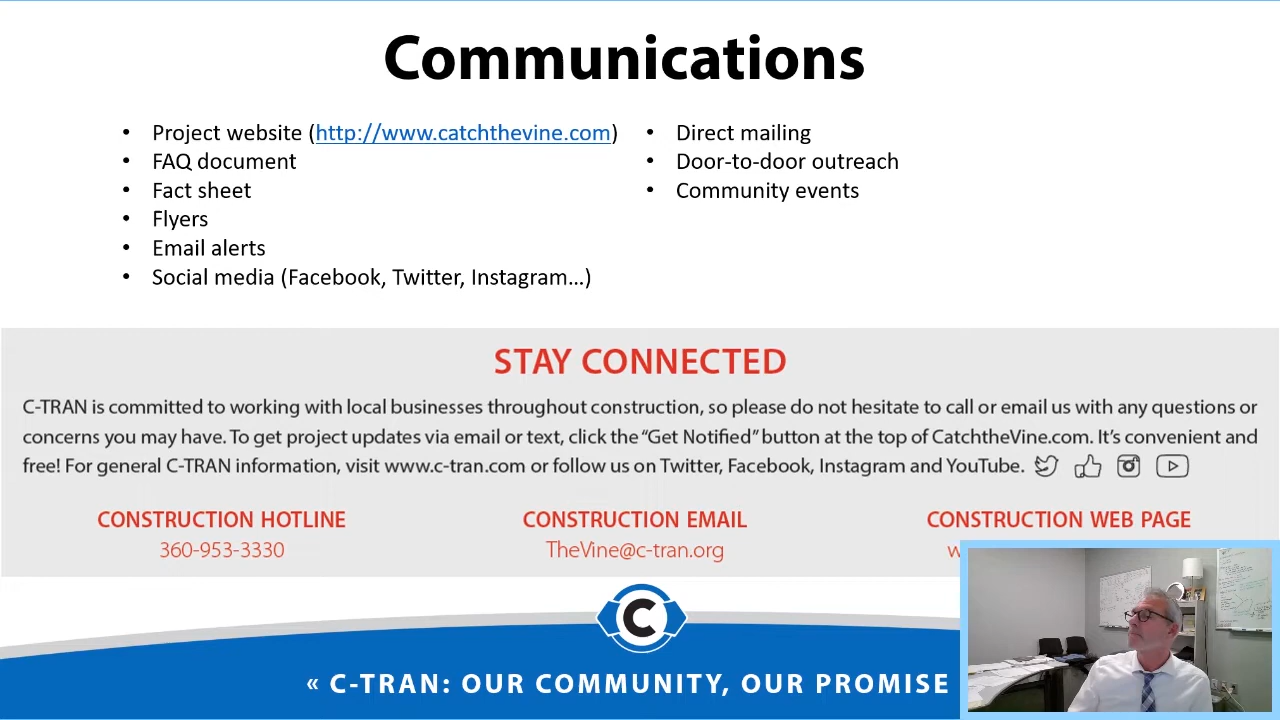 Communications
• Project website (http://www.catchthevine.com)
• FAQ document
• Fact sheet
• Flyers
• Email alerts
• Social media (Facebook, Twitter, Instagram...)
• Direct mailing
• Door-to-door outreach
• Community events
STAY CONNECTED
C-TRAN is committed to working with local businesses throughout construction, so please do not hesitate to call or email us with any questions or
concerns you may have. To get project updates via email or text, click the “Get Notified” button at the top of CatchtheVine.com. It’s convenient and
free! For general C-TRAN information, visit www.c-tran.com or follow us on Twitter, Facebook, Instagram and YouTube.
CONSTRUCTION HOTLINE
360-953-3330
CONSTRUCTION EMAIL
TheVine@c-tran.org
CONSTRUCTION WEB PAGE
C
« C-TRAN: OUR COMMUNITY, OUR PROMISE